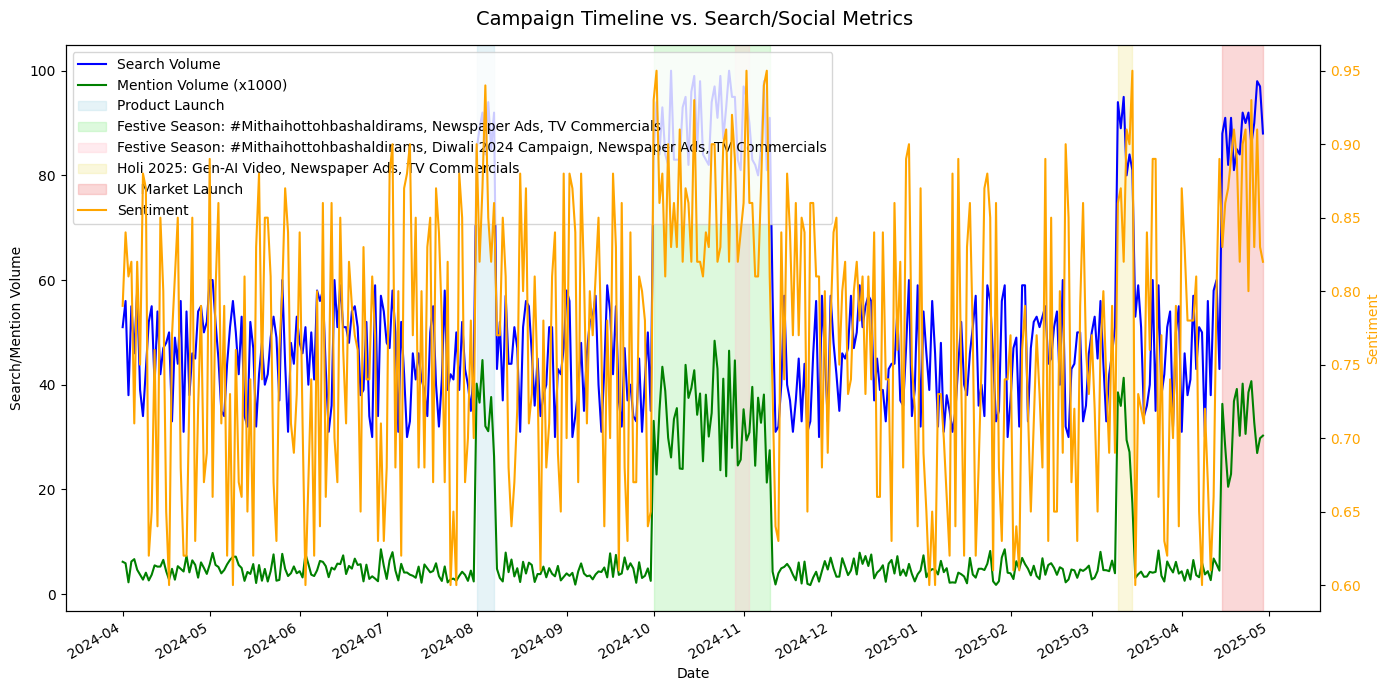 Campaign Timeline vs. Search/Social Metrics
Search Volume
Mention Volume (x1000)
Product Launch
Festive Season: #Mithaihottohbashaldirams, Newspaper Ads, TV Commercials
Festive Season: #Mithaihottohbashaldirams, Diwali 2024 Campaign, Newspaper Ads, TV Commercials
Holi 2025: Gen-AI Video, Newspaper Ads, TV Commercials
UK Market Launch
Sentiment
Search/Mention Volume
100
80
60
40
20
0
0.95
0.90
0.85
0.80
0.75
0.70
0.65
0.60
Sentiment
2024-04
2024-05
2024-06
2024-07
2024-08
2024-09
2024-10
2024-11
2024-12
2025-01
2025-02
2025-03
2025-04
2025-05
Date